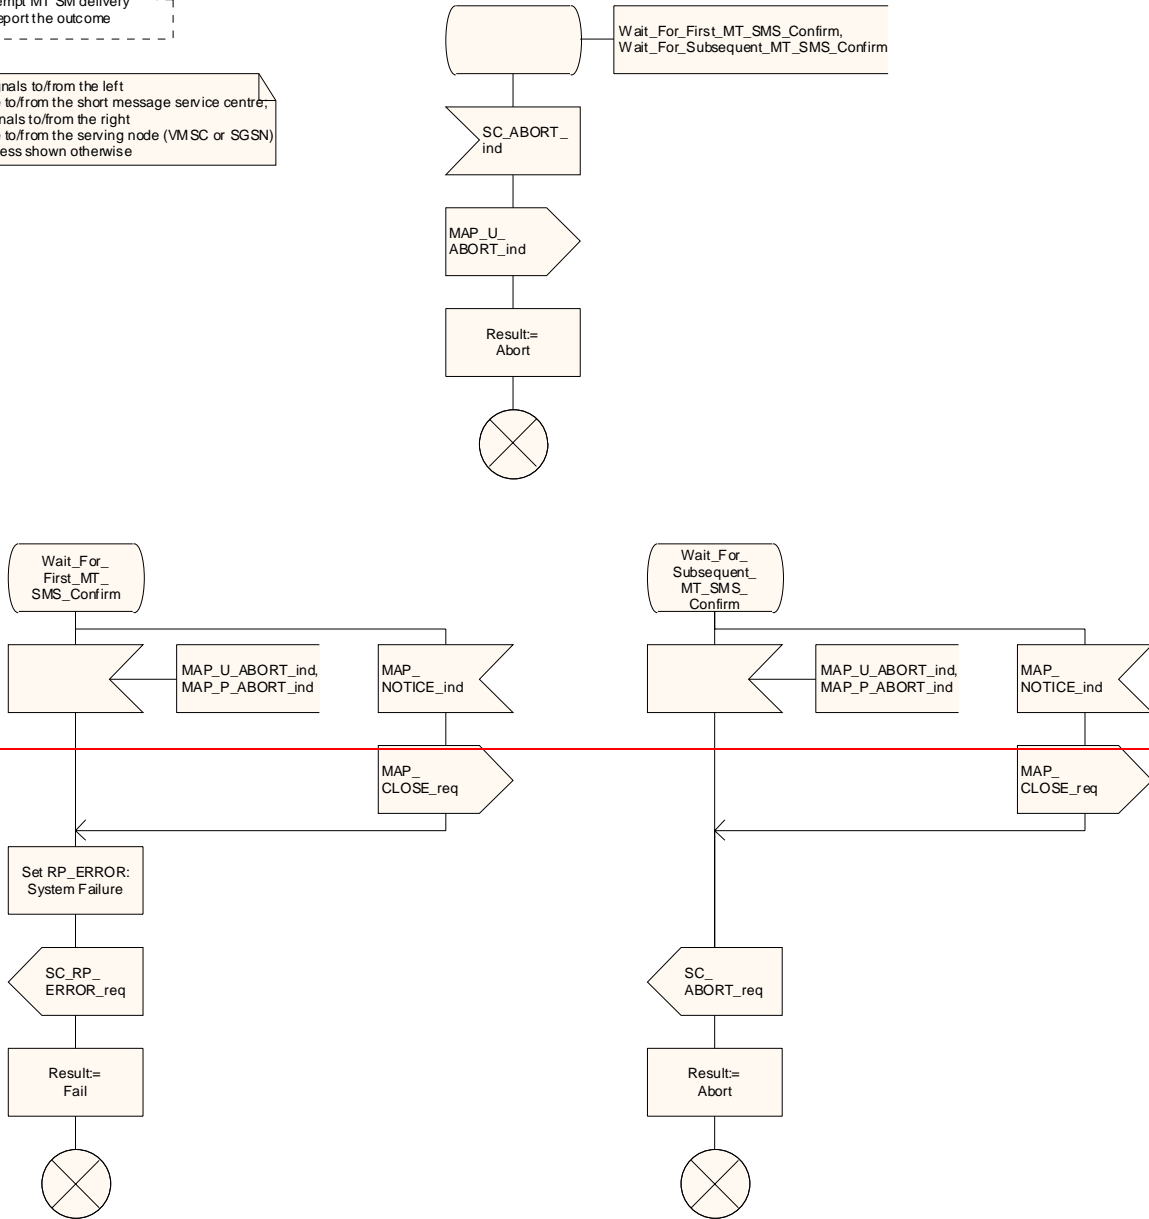 empt MT SM delivery
eport the outcome
nals to/from the left
to/from the short message service centre;
nals to/from the right
to/from the serving node (VMSC or SGSN)
ess shown otherwise
Wait_For_First_MT_SMS_Confirm,
Wait_For_Subsequent_MT_SMS_Confirm
SC_ABORT_
ind
MAP_U_
ABORT_ind
Result:=
Abort
Wait_For_
First_MT_
SMS_Confirm
MAP_U_ABORT_ind,
MAP_P_ABORT_ind
MAP_
NOTICE_ind
MAP_
CLOSE_req
Set RP_ERROR:
System Failure
SC_RP_
ERROR_req
Result:=
Fail
Wait_For_
Subsequent_
MT_SMS_
Confirm
MAP_U_ABORT_ind,
MAP_P_ABORT_ind
MAP_
NOTICE_ind
MAP_
CLOSE_req
SC_
ABORT_req
Result:=
Abort